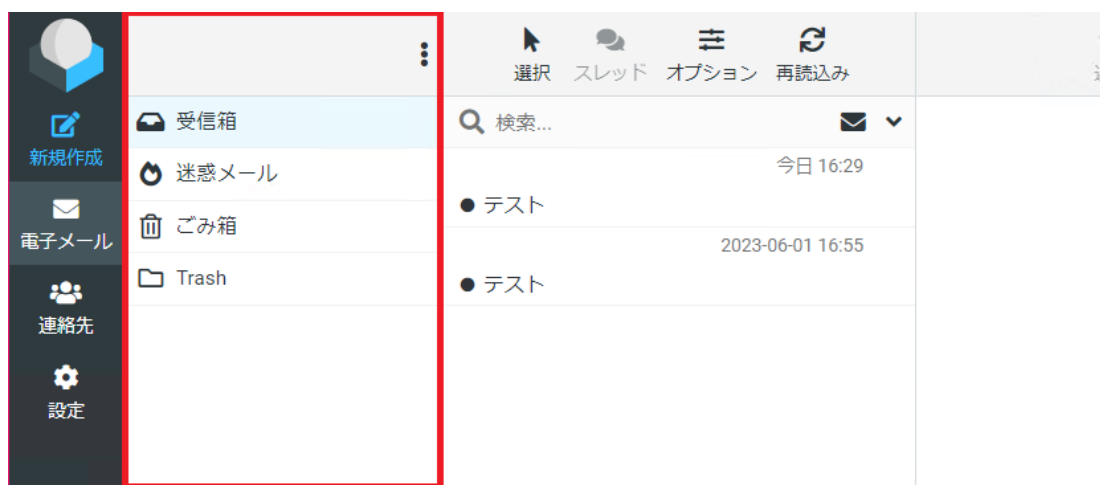 新規作成
電子メール
連絡先
設定
受信箱
迷惑メール
ごみ箱
Trash
選択 スレッド オプション 再読込み
検索...
今日 16:29
テスト
2023-06-01 16:55
テスト